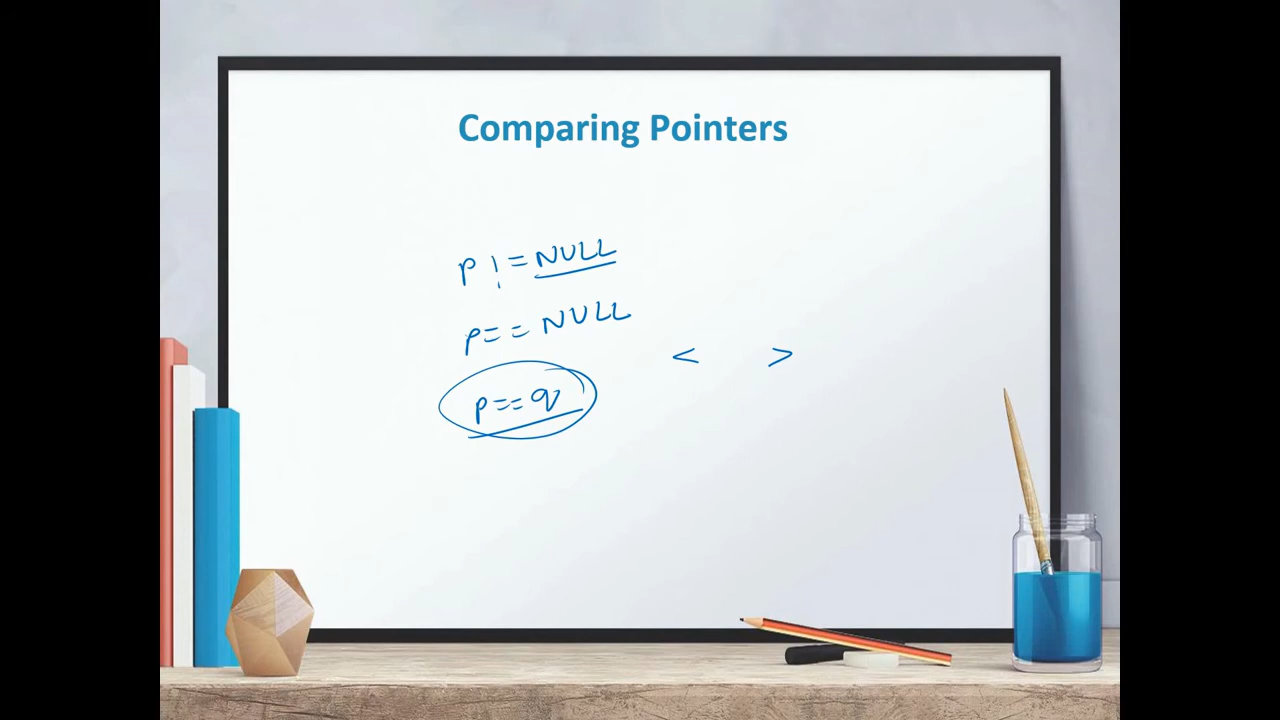 Comparing Pointers
p != NULL
p == NULL
< >
p == q